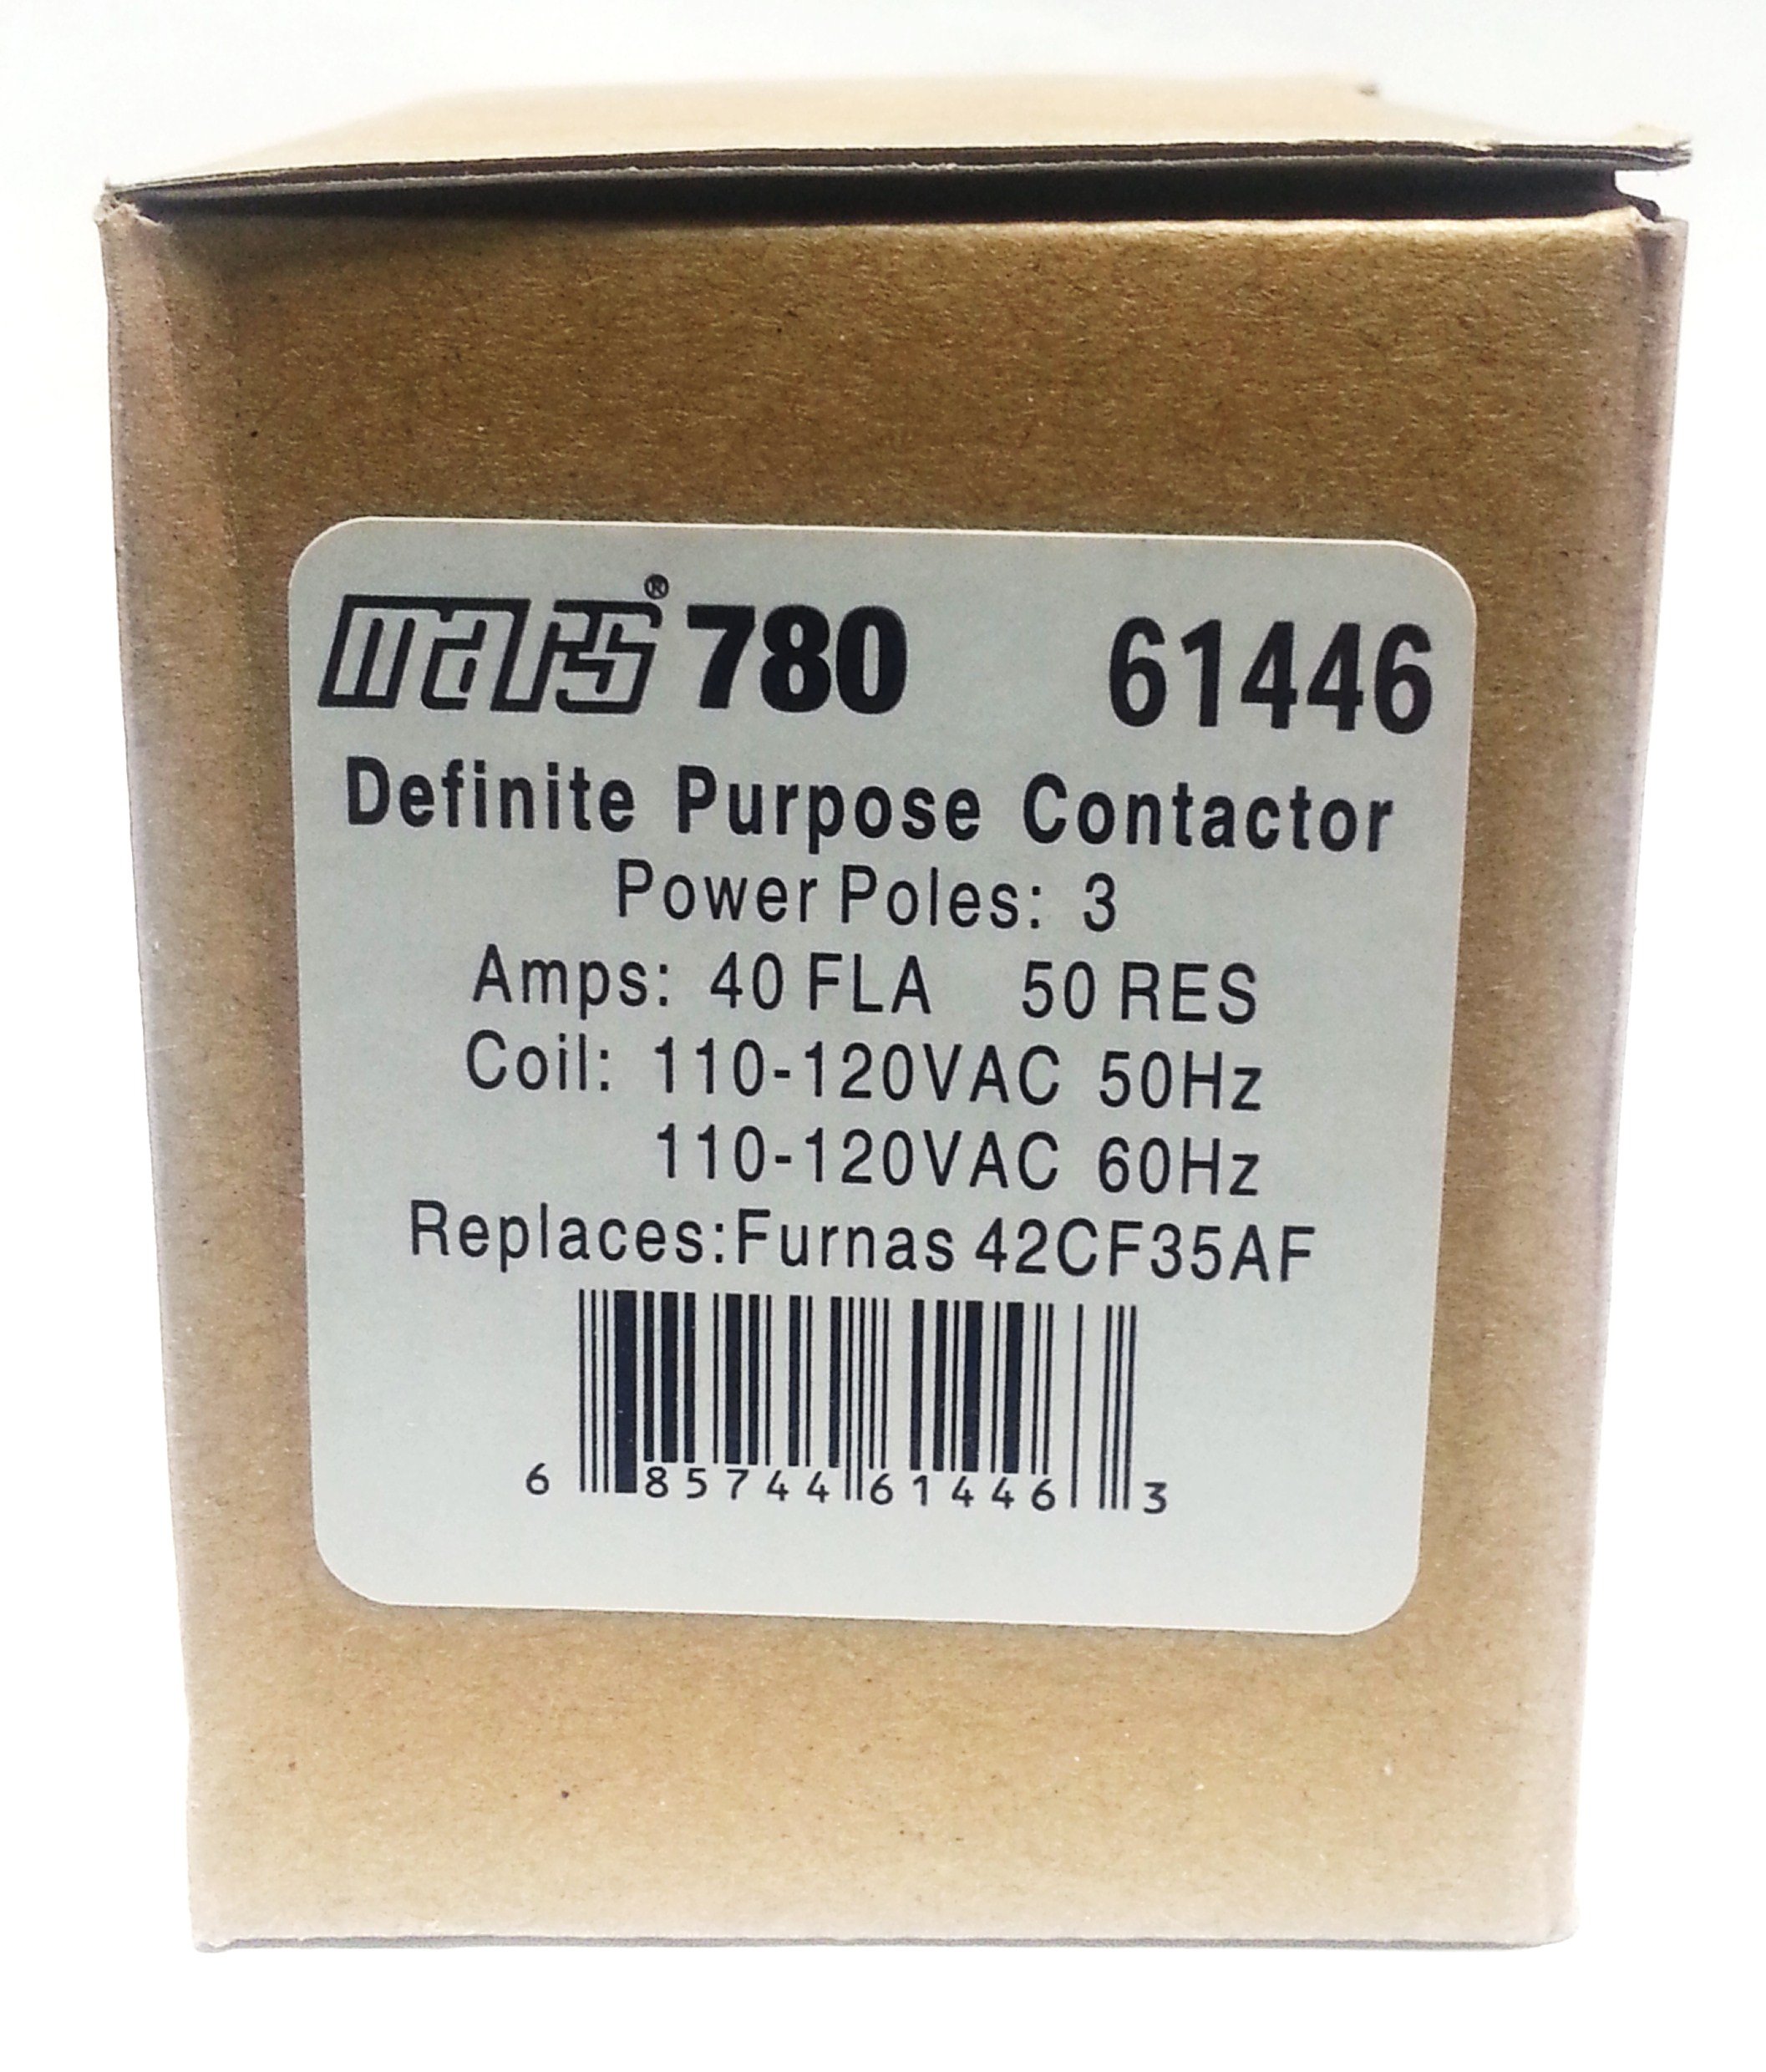 mars® 780 61446
Definite Purpose Contactor
Power Poles: 3
Amps: 40 FLA 50 RES
Coil: 110-120VAC 50Hz
110-120VAC 60Hz
Replaces:Furnas 42CF35AF
6 85744 61446 3